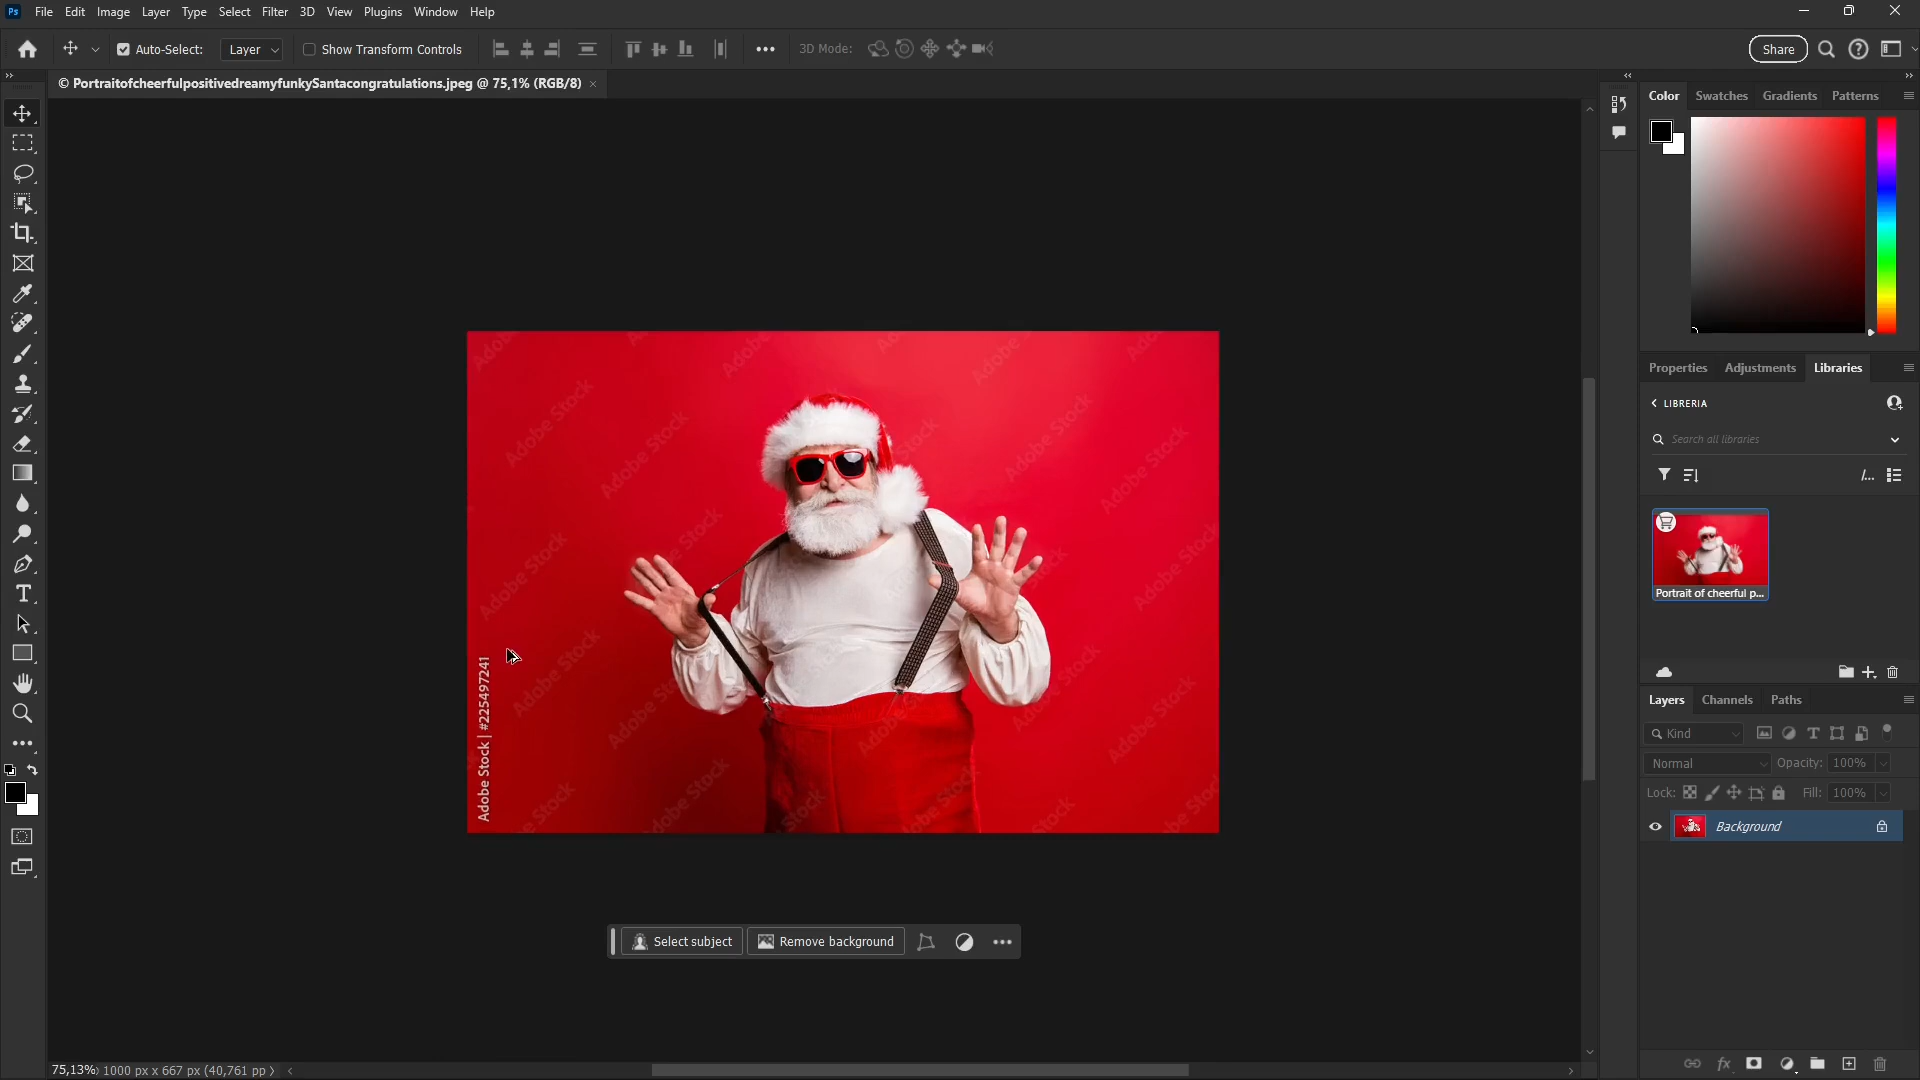 Ps File Edit Image Layer Type Select Filter 3D View Plugins Window Help
Auto-Select: Layer Show Transform Controls 3D Mode: Share
© PortraitofcheerfulpositivedreamyfunkySantacongratulations.jpeg @ 75,1% (RGB/8)
Color Swatches Gradients Patterns
Adobe Stock
Adobe Stock | #225497241
Properties Adjustments Libraries
LIBRERIA
Search all libraries
/...
Portrait of cheerful p...
Layers Channels Paths
Kind
Normal Opacity: 100%
Lock: Fill: 100%
Background
Select subject Remove background
75,13% 1000 px x 667 px (40,761 pp)